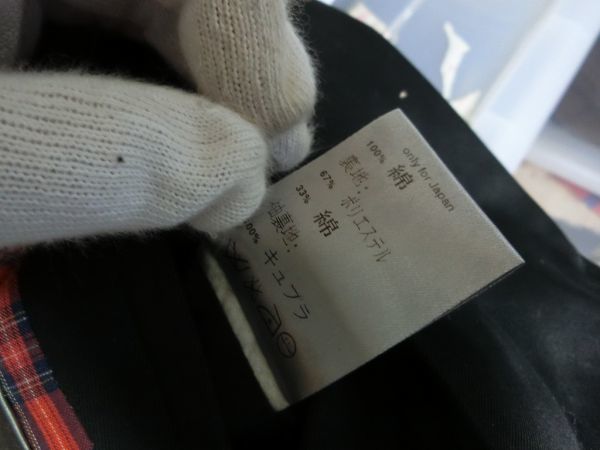 only for Japan
100% 綿
裏地:
67% ポリエステル
33% 綿
袖裏地:
100% キュプラ